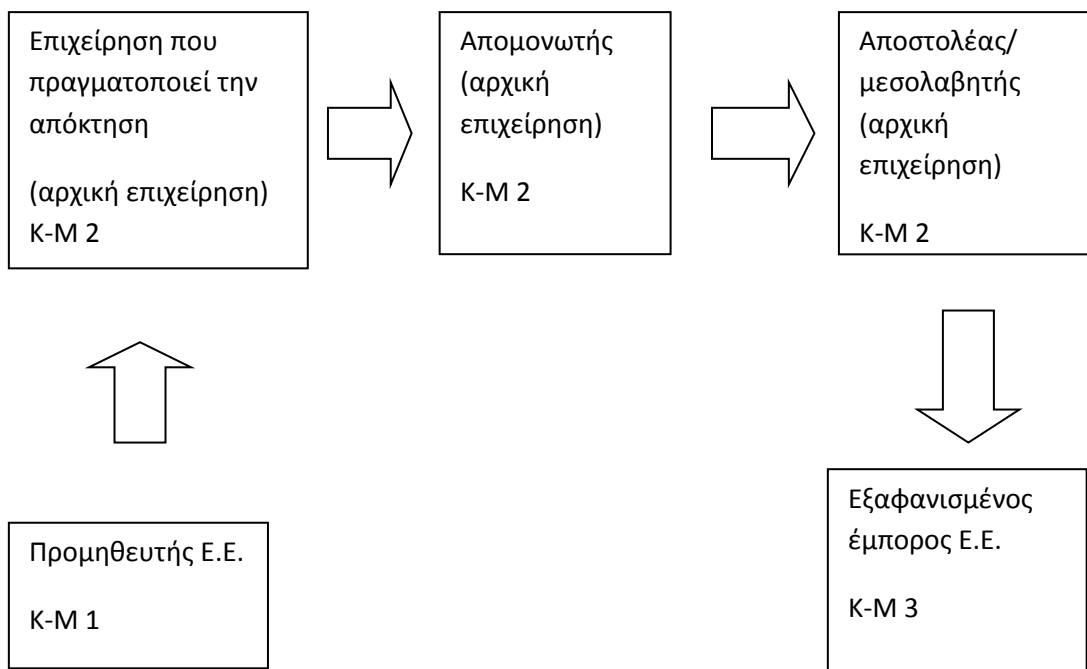 Επιχείρηση που
πραγματοποιεί την
απόκτηση
(αρχική επιχείρηση)
Κ-Μ 2
Απομονωτής
(αρχική
επιχείρηση)
Κ-Μ 2
Αποστολέας/
μεσολαβητής
(αρχική
επιχείρηση)
Κ-Μ 2
Προμηθευτής Ε.Ε.
Κ-Μ 1
Εξαφανισμένος
έμπορος Ε.Ε.
Κ-Μ 3